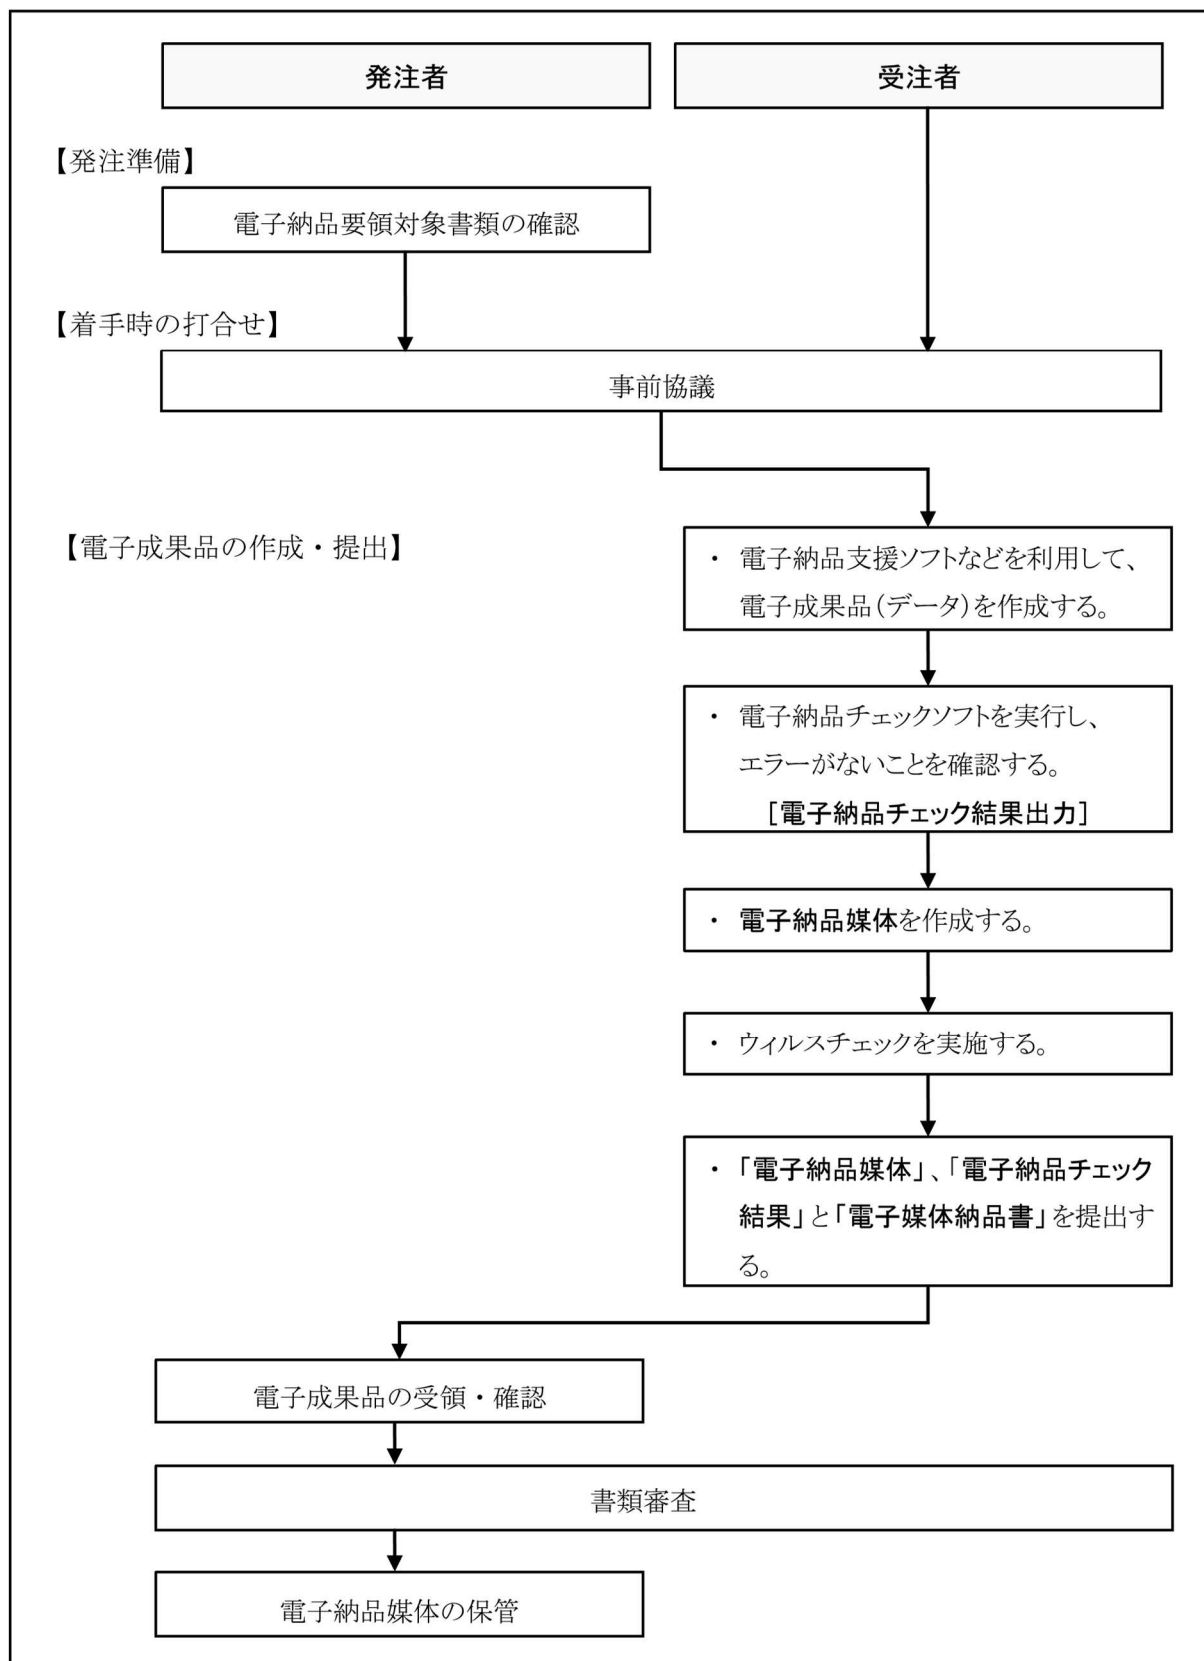 発注者
受注者
【発注準備】
電子納品要領対象書類の確認
【着手時の打合せ】
事前協議
【電子成果品の作成・提出】
・ 電子納品支援ソフトなどを利用して、
電子成果品(データ)を作成する。
・ 電子納品チェックソフトを実行し、
エラーがないことを確認する。
[電子納品チェック結果出力]
・ 電子納品媒体を作成する。
・ ウィルスチェックを実施する。
・ 「電子納品媒体」、「電子納品チェック
結果」と「電子媒体納品書」を提出す
る。
電子成果品の受領・確認
書類審査
電子納品媒体の保管